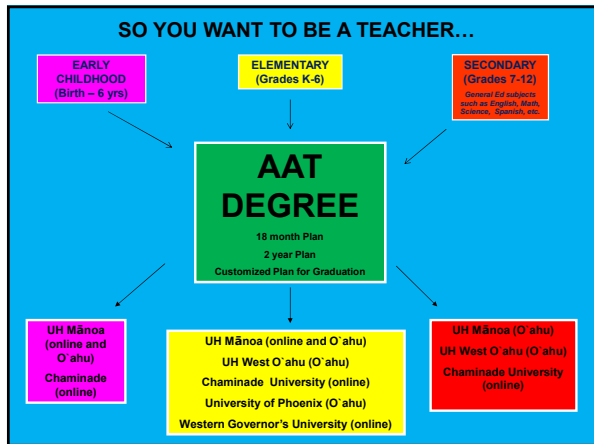 SO YOU WANT TO BE A TEACHER…
EARLY
CHILDHOOD
(Birth – 6 yrs)
ELEMENTARY
(Grades K-6)
SECONDARY
(Grades 7-12)
General Ed subjects
such as English, Math,
Science, Spanish, etc.
AAT
DEGREE
18 month Plan
2 year Plan
Customized Plan for Graduation
UH Mānoa
(online and
O`ahu)
Chaminade
(online)
UH Mānoa (online and O`ahu)
UH West O`ahu (O`ahu)
Chaminade University (online)
University of Phoenix (O`ahu)
Western Governor's University (online)
UH Mānoa (O`ahu)
UH West O`ahu (O`ahu)
Chaminade University
(online)